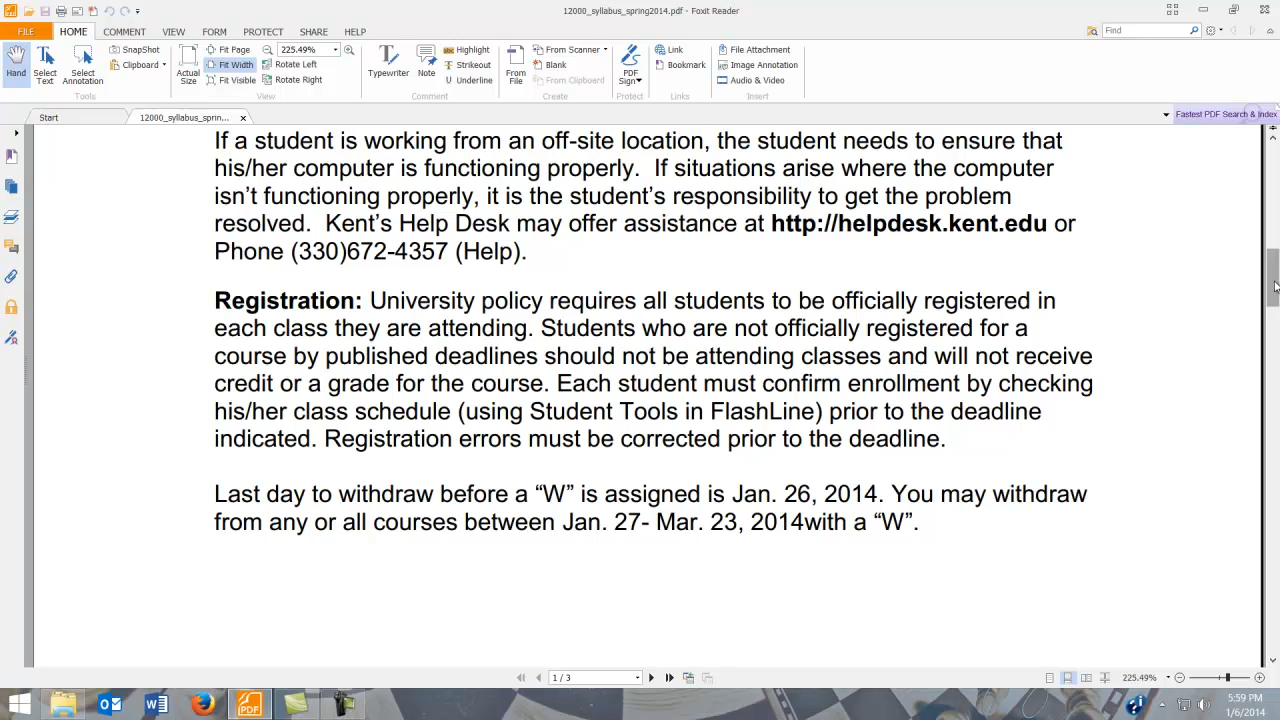 12000_syllabus_spring2014.pdf - Foxit Reader
FILE HOME COMMENT VIEW FORM PROTECT SHARE HELP
Find
Hand
Select Text
Select Annotation
SnapShot
Clipboard
Tools
Actual Size
Fit Page
Fit Width
Fit Visible
225.49%
Rotate Left
Rotate Right
View
Typewriter
Note
Highlight
Strikeout
Underline
Comment
From File
From Scanner
Blank
From Clipboard
Create
PDF Sign
Protect
Link
Bookmark
Links
File Attachment
Image Annotation
Audio & Video
Insert
Start
12000_syllabus_sprin...
Fastest PDF Search & Index
If a student is working from an off-site location, the student needs to ensure that
his/her computer is functioning properly.  If situations arise where the computer
isn't functioning properly, it is the student's responsibility to get the problem
resolved.  Kent's Help Desk may offer assistance at http://helpdesk.kent.edu or
Phone (330)672-4357 (Help).
Registration: University policy requires all students to be officially registered in
each class they are attending. Students who are not officially registered for a
course by published deadlines should not be attending classes and will not receive
credit or a grade for the course. Each student must confirm enrollment by checking
his/her class schedule (using Student Tools in FlashLine) prior to the deadline
indicated. Registration errors must be corrected prior to the deadline.
Last day to withdraw before a “W” is assigned is Jan. 26, 2014. You may withdraw
from any or all courses between Jan. 27- Mar. 23, 2014with a “W”.
1 / 3
225.49%
PDF
5:59 PM
1/6/2014